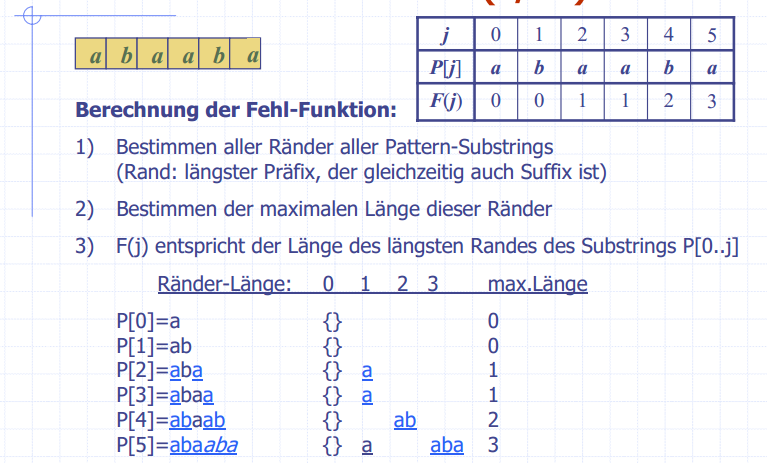 a b a a b a
j 0 1 2 3 4 5
P[j] a b a a b a
F(j) 0 0 1 1 2 3
Berechnung der Fehl-Funktion:
1) Bestimmen aller Ränder aller Pattern-Substrings
(Rand: längster Präfix, der gleichzeitig auch Suffix ist)
2) Bestimmen der maximalen Länge dieser Ränder
3) F(j) entspricht der Länge des längsten Randes des Substrings P[0..j]
Ränder-Länge: 0 1 2 3 max.Länge
P[0]=a {} 0
P[1]=ab {} 0
P[2]=aba {} a 1
P[3]=abaa {} a 1
P[4]=abaab {} ab 2
P[5]=abaaba {} a aba 3